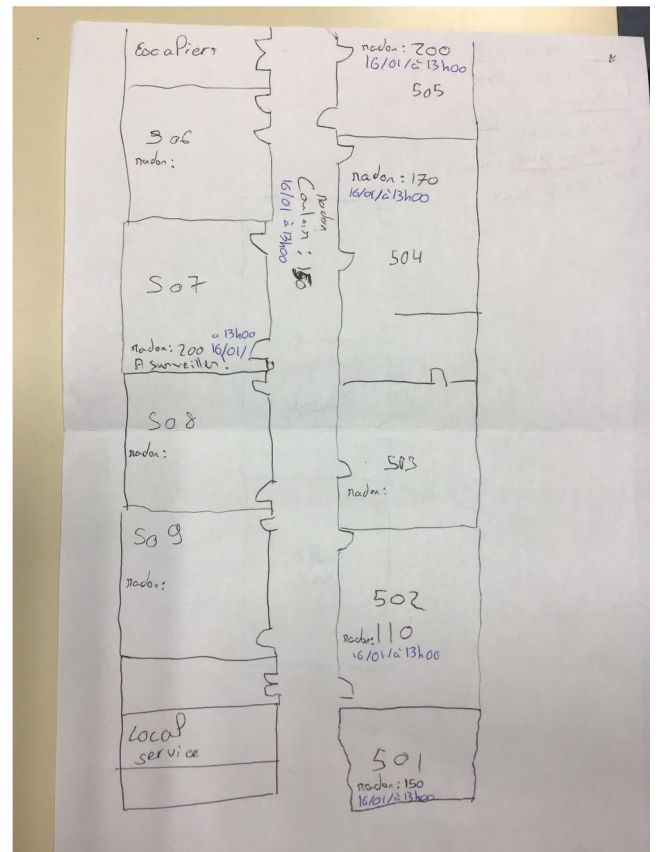 Escaliers
506
radon:
507
a 13h00
radon: 200 16/01/
A surveiller!
508
radon:
509
radon:
Local
service
radon
Couloir : 150
16/01 à 13h00
radon: 200
16/01/à 13h00
505
radon: 170
16/01/à 13h00
504
503
radon:
502
radon: 110
16/01/à 13h00
501
radon: 150
16/01/à 13h00